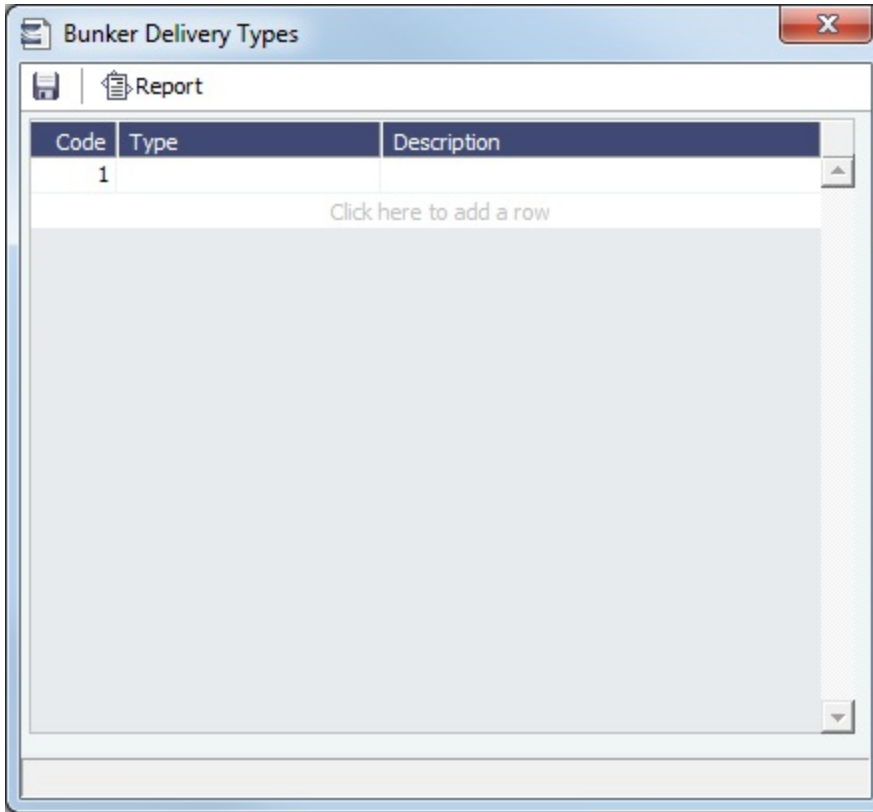 Bunker Delivery Types
Report
Code Type Description
1
Click here to add a row